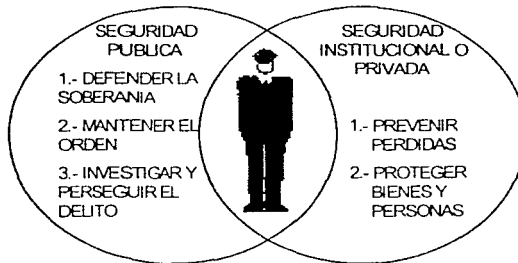 SEGURIDAD
PUBLICA
1.- DEFENDER LA
SOBERANIA
2.- MANTENER EL
ORDEN
3.- INVESTIGAR Y
PERSEGUIR EL
DELITO
SEGURIDAD
INSTITUCIONAL O
PRIVADA
1.- PREVENIR
PERDIDAS
2.- PROTEGER
BIENES Y
PERSONAS